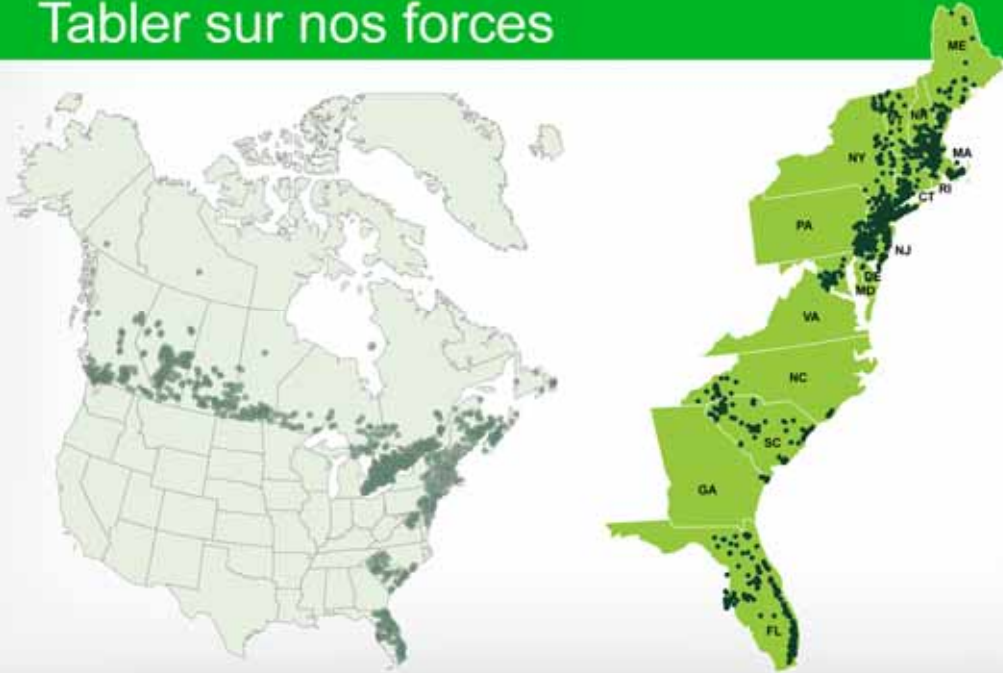 Tabler sur nos forces
ME
NH
NY
MA
RI
CT
PA
NJ
DE
MD
VA
NC
SC
GA
FL